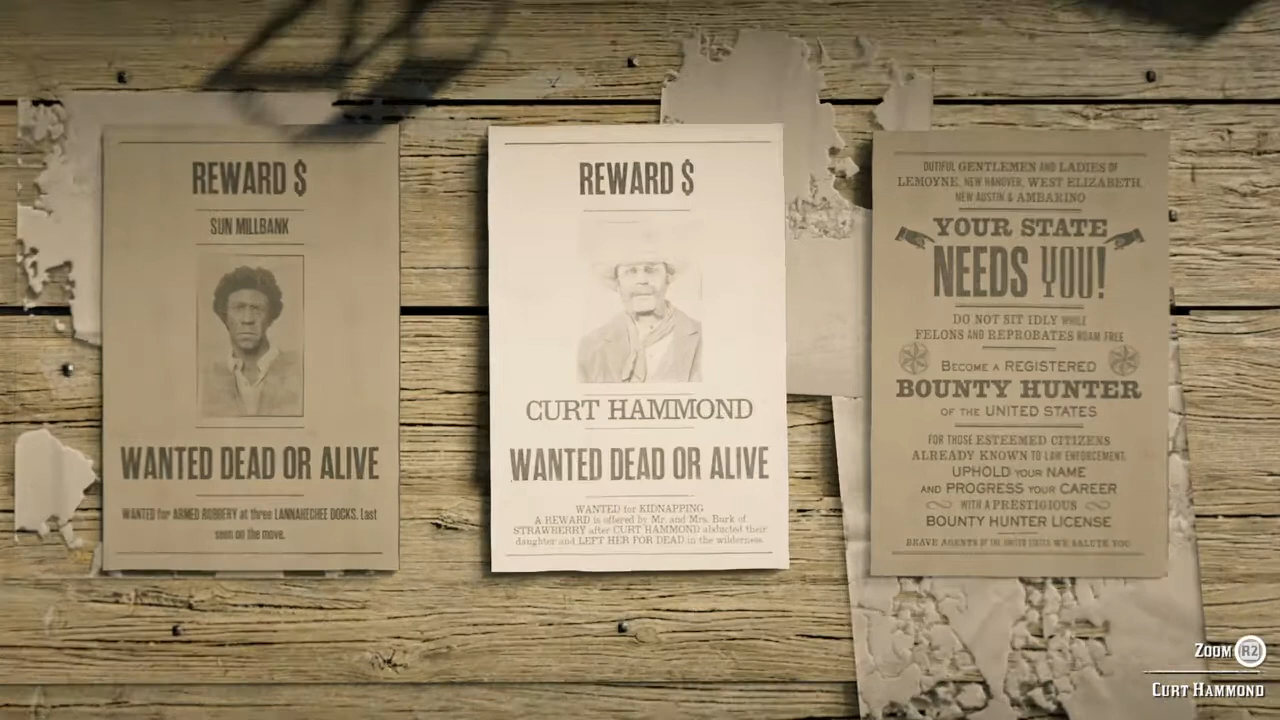 REWARD $
SUN MILLBANK
WANTED DEAD OR ALIVE
WANTED for ARMED ROBBERY at three LANNAHECHEE DOCKS. Last
seen on the move.
REWARD $
CURT HAMMOND
WANTED DEAD OR ALIVE
WANTED for KIDNAPPING
A REWARD is offered by Mr. and Mrs. Burk of
STRAWBERRY after CURT HAMMOND abducted their
daughter and LEFT HER FOR DEAD in the wilderness.
DUTIFUL GENTLEMEN AND LADIES OF
LEMOYNE, NEW HANOVER, WEST ELIZABETH,
NEW AUSTIN & AMBARINO
YOUR STATE
NEEDS YOU!
DO NOT SIT IDLY WHILE
FELONS AND REPROBATES ROAM FREE
BECOME A REGISTERED
BOUNTY HUNTER
OF THE UNITED STATES
FOR THOSE ESTEEMED CITIZENS
ALREADY KNOWN TO LAW ENFORCEMENT:
UPHOLD YOUR NAME
AND PROGRESS YOUR CAREER
WITH A PRESTIGIOUS
BOUNTY HUNTER LICENSE
BRAVE AGENTS OF THE UNITED STATES WE SALUTE YOU
ZOOM R2
CURT HAMMOND